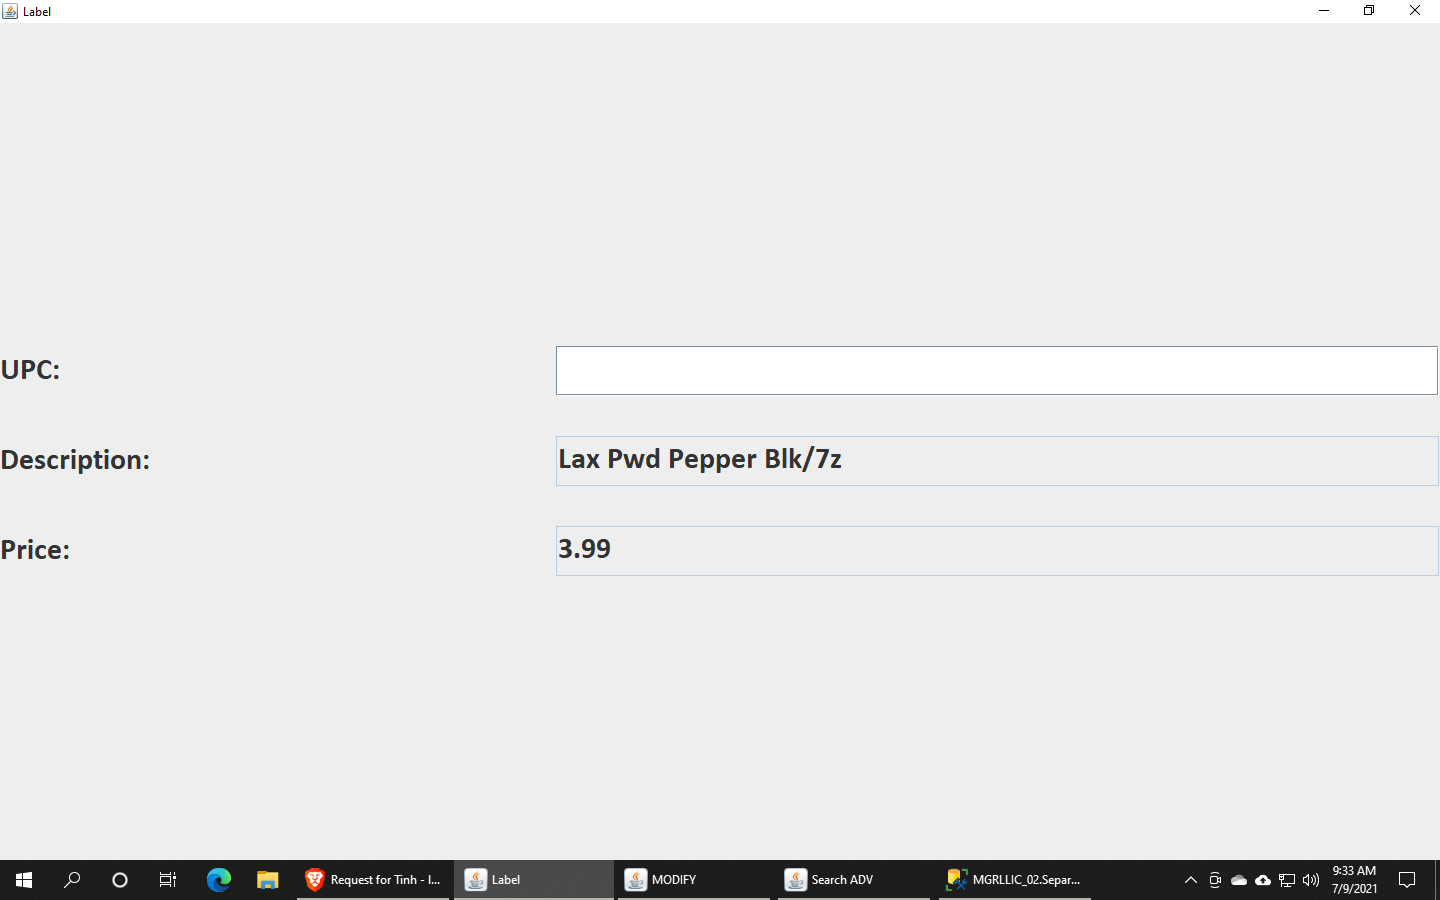 Label
UPC:
Description: Lax Pwd Pepper Blk/7z
Price: 3.99
Request for Tinh - I... Label MODIFY Search ADV MGRLLIC_02.Separ... 9:33 AM
7/9/2021